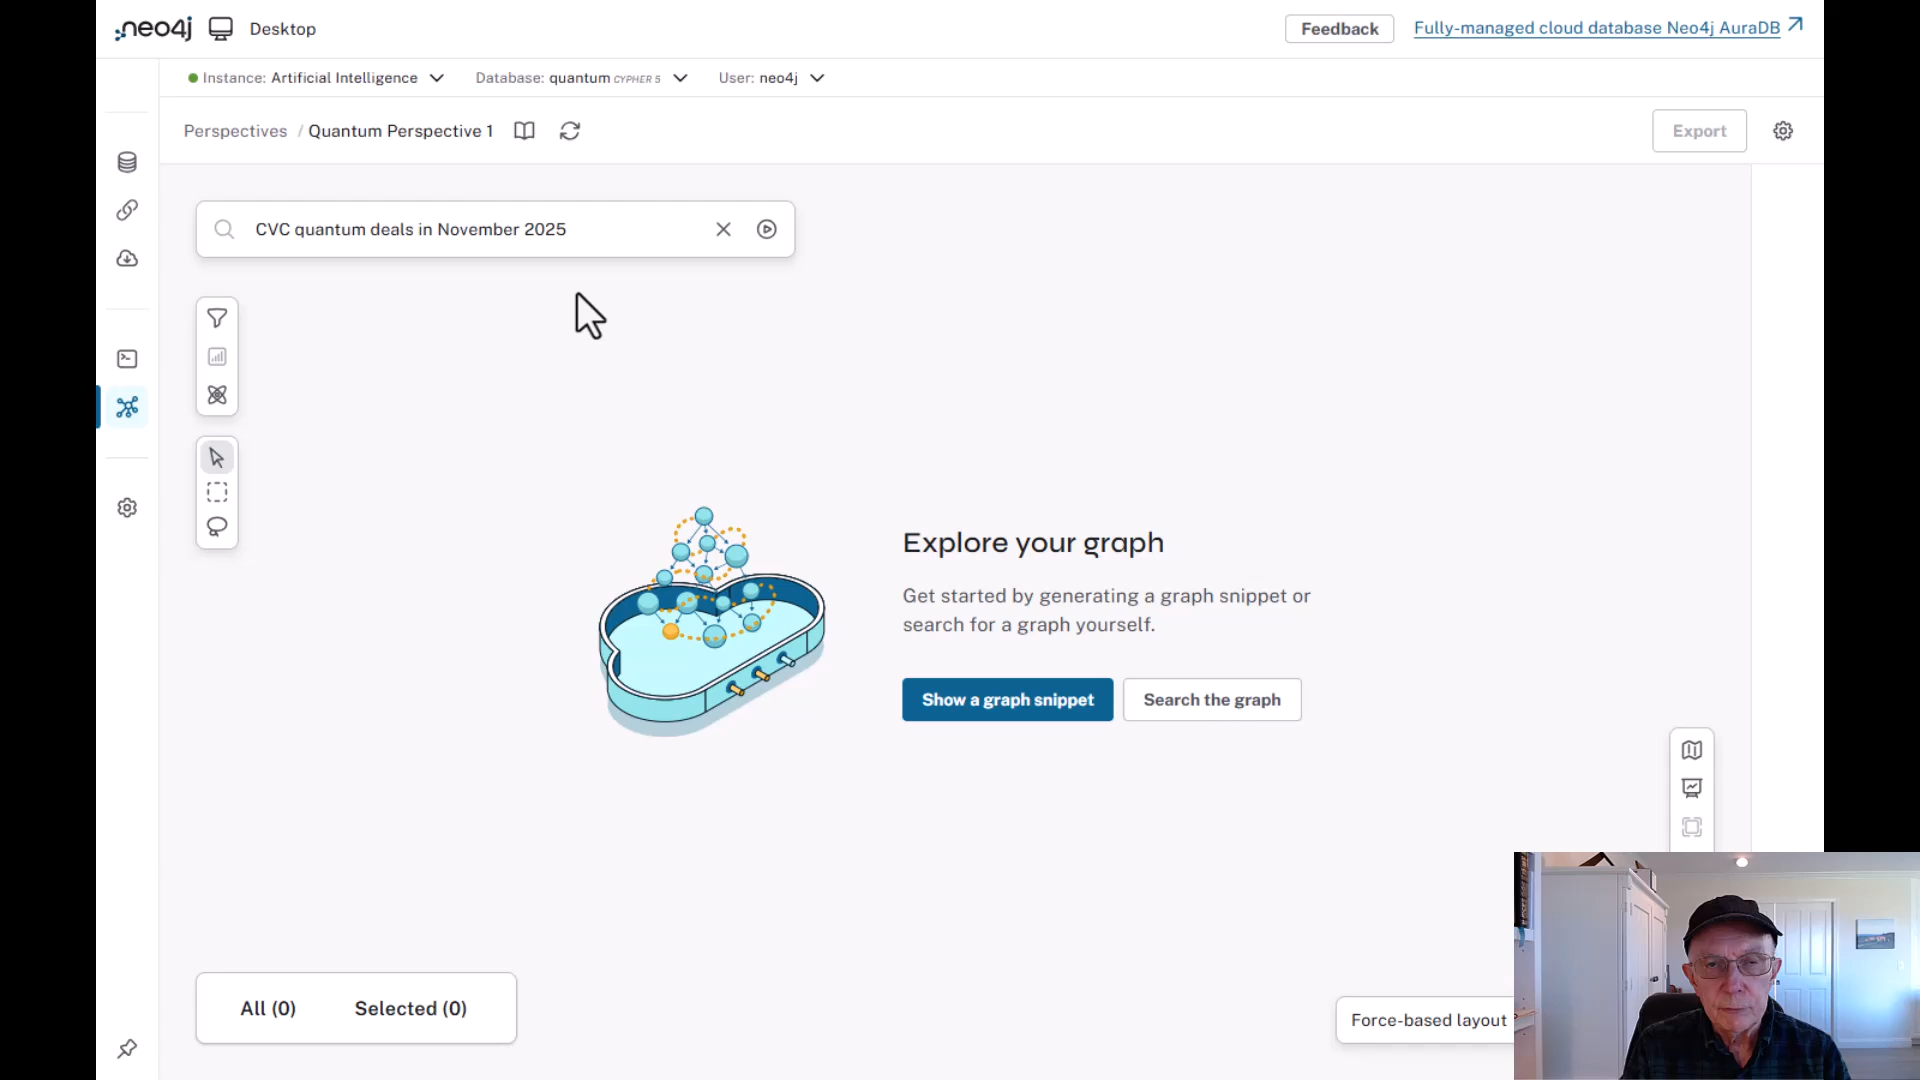 neo4j Desktop Feedback Fully-managed cloud database Neo4j AuraDB
Instance: Artificial Intelligence Database: quantum CYPHER 5 User: neo4j
Perspectives / Quantum Perspective 1 Export
CVC quantum deals in November 2025
Explore your graph
Get started by generating a graph snippet or
search for a graph yourself.
Show a graph snippet Search the graph
All (0) Selected (0)
Force-based layout